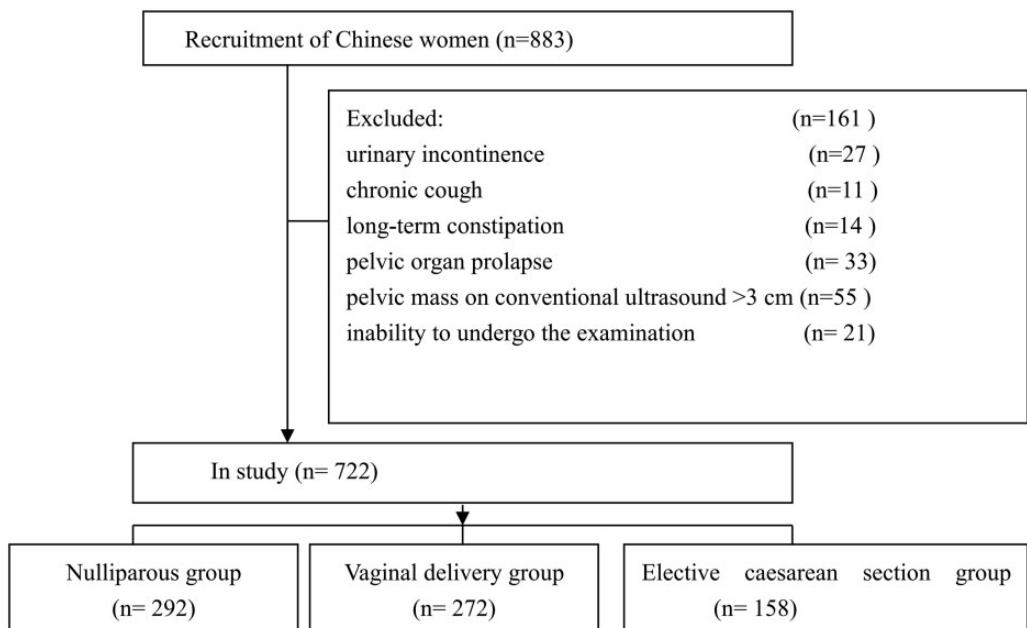 Recruitment of Chinese women (n=883)
Excluded: (n=161 )
urinary incontinence (n=27 )
chronic cough (n=11 )
long-term constipation (n=14 )
pelvic organ prolapse (n= 33)
pelvic mass on conventional ultrasound >3 cm (n=55 )
inability to undergo the examination (n= 21)
In study (n= 722)
Nulliparous group
(n= 292)
Vaginal delivery group
(n= 272)
Elective caesarean section group
(n= 158)